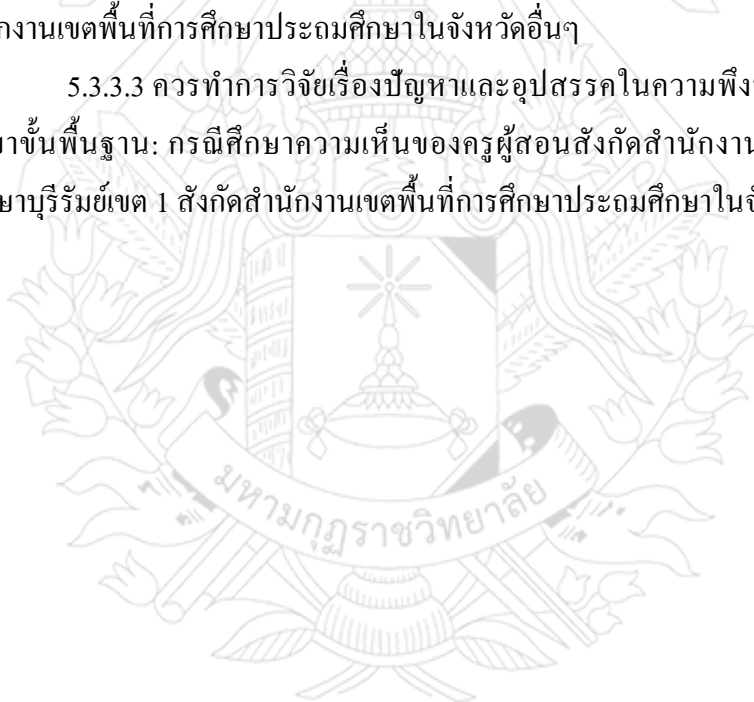 กงานเขตพื้นที่การศึกษาประถมศึกษาในจังหวัดอื่นๆ
5.3.3.3 ควรทำการวิจัยเรื่องปัญหาและอุปสรรคในความพึง
าขั้นพื้นฐาน: กรณีศึกษาความเห็นของครูผู้สอนสังกัดสำนักงาน
ษาบุรีรัมย์เขต 1 สังกัดสำนักงานเขตพื้นที่การศึกษาประถมศึกษาในจั
มหามกุฏราชวิทยาลัย